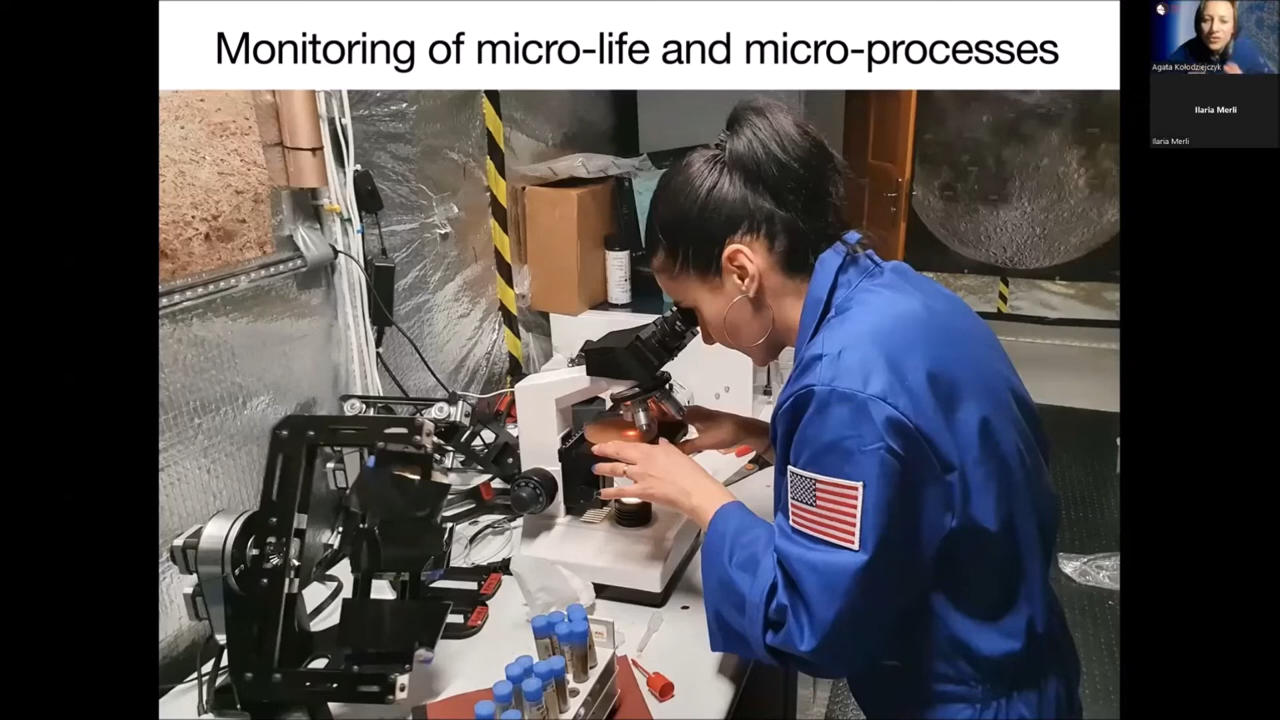 Monitoring of micro-life and micro-processes
Agata Kołodziejczyk
Ilaria Merli
Ilaria Merli